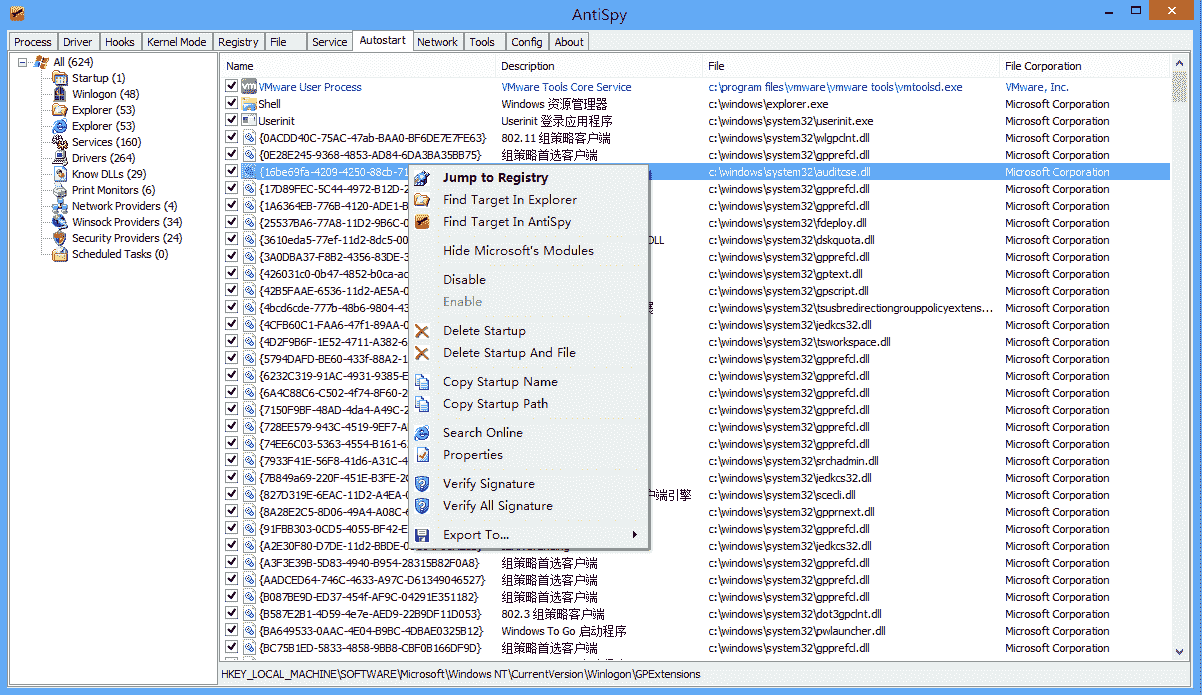 AntiSpy
Process Driver Hooks Kernel Mode Registry File Service Autostart Network Tools Config About
All (624)
Startup (1)
Winlogon (48)
Explorer (53)
Explorer (53)
Services (160)
Drivers (264)
Know DLLs (29)
Print Monitors (6)
Network Providers (4)
Winsock Providers (34)
Security Providers (24)
Scheduled Tasks (0)
Name Description File File Corporation
VMware User Process VMware Tools Core Service c:\program files\vmware\vmware tools\vmtoolsd.exe VMware, Inc.
Shell Windows 资源管理器 c:\windows\explorer.exe Microsoft Corporation
Userinit Userinit 登录应用程序 c:\windows\system32\userinit.exe Microsoft Corporation
{0ACDD40C-75AC-47ab-BAA0-BF6DE7E7FE63} 802.11 组策略客户端 c:\windows\system32\wlgpclnt.dll Microsoft Corporation
{0E28E245-9368-4853-AD84-6DA3BA35BB75} 组策略首选客户端 c:\windows\system32\gpprefcl.dll Microsoft Corporation
{16be69fa-4209-4250-88cb-71 c:\windows\system32\auditcse.dll Microsoft Corporation
{17D89FEC-5C44-4972-B12D-2 c:\windows\system32\gpprefcl.dll Microsoft Corporation
{1A6364EB-776B-4120-ADE1-B c:\windows\system32\gpprefcl.dll Microsoft Corporation
{25537BA6-77A8-11D2-9B6C-0 c:\windows\system32\fdeploy.dll Microsoft Corporation
{3610eda5-77ef-11d2-8dc5-00 DLL c:\windows\system32\dskquota.dll Microsoft Corporation
{3A0DBA37-F8B2-4356-83DE-3 c:\windows\system32\gpprefcl.dll Microsoft Corporation
{426031c0-0b47-4852-b0ca-ac c:\windows\system32\gptext.dll Microsoft Corporation
{42B5FAAE-6536-11d2-AE5A-0 c:\windows\system32\gpscript.dll Microsoft Corporation
{4bcd6cde-777b-48b6-9804-43 c:\windows\system32\tsusbredirectiongrouppolicyextens... Microsoft Corporation
{4CFB60C1-FAA6-47f1-89AA-0 c:\windows\system32\iedkcs32.dll Microsoft Corporation
{4D2F9B6F-1E52-4711-A382-6 c:\windows\system32\tsworkspace.dll Microsoft Corporation
{5794DAFD-BE60-433f-88A2-1 c:\windows\system32\gpprefcl.dll Microsoft Corporation
{6232C319-91AC-4931-9385-E c:\windows\system32\gpprefcl.dll Microsoft Corporation
{6A4C88C6-C502-4f74-8F60-2 c:\windows\system32\gpprefcl.dll Microsoft Corporation
{7150F9BF-48AD-4da4-A49C-2 c:\windows\system32\gpprefcl.dll Microsoft Corporation
{728EE579-943C-4519-9EF7-A c:\windows\system32\gpprefcl.dll Microsoft Corporation
{74EE6C03-5363-4554-B161-6 c:\windows\system32\gpprefcl.dll Microsoft Corporation
{7933F41E-56F8-41d6-A31C-4 c:\windows\system32\srchadmin.dll Microsoft Corporation
{7B849a69-220F-451E-B3FE-2 c:\windows\system32\iedkcs32.dll Microsoft Corporation
{827D319E-6EAC-11D2-A4EA-0 户端引擎 c:\windows\system32\scecli.dll Microsoft Corporation
{8A28E2C5-8D06-49A4-A08C-6 c:\windows\system32\gpprnext.dll Microsoft Corporation
{91FBB303-0CD5-4055-BF42-E c:\windows\system32\gpprefcl.dll Microsoft Corporation
{A2E30F80-D7DE-11d2-BBDE-0 c:\windows\system32\iedkcs32.dll Microsoft Corporation
{A3F3E39B-5D83-4940-B954-28315B82F0A8} 组策略首选客户端 c:\windows\system32\gpprefcl.dll Microsoft Corporation
{AADCED64-746C-4633-A97C-D61349046527} 组策略首选客户端 c:\windows\system32\gpprefcl.dll Microsoft Corporation
{B087BE9D-ED37-454f-AF9C-04291E351182} 组策略首选客户端 c:\windows\system32\gpprefcl.dll Microsoft Corporation
{B587E2B1-4D59-4e7e-AED9-22B9DF11D053} 802.3 组策略客户端 c:\windows\system32\dot3gpclnt.dll Microsoft Corporation
{BA649533-0AAC-4E04-B9BC-4DBAE0325B12} Windows To Go 启动程序 c:\windows\system32\pwlauncher.dll Microsoft Corporation
{BC75B1ED-5833-4858-9BB8-CBF0B166DF9D} 组策略首选客户端 c:\windows\system32\gpprefcl.dll Microsoft Corporation
Jump to Registry
Find Target In Explorer
Find Target In AntiSpy
Hide Microsoft's Modules
Disable
Enable
Delete Startup
Delete Startup And File
Copy Startup Name
Copy Startup Path
Search Online
Properties
Verify Signature
Verify All Signature
Export To...
HKEY_LOCAL_MACHINE\SOFTWARE\Microsoft\Windows NT\CurrentVersion\Winlogon\GPExtensions